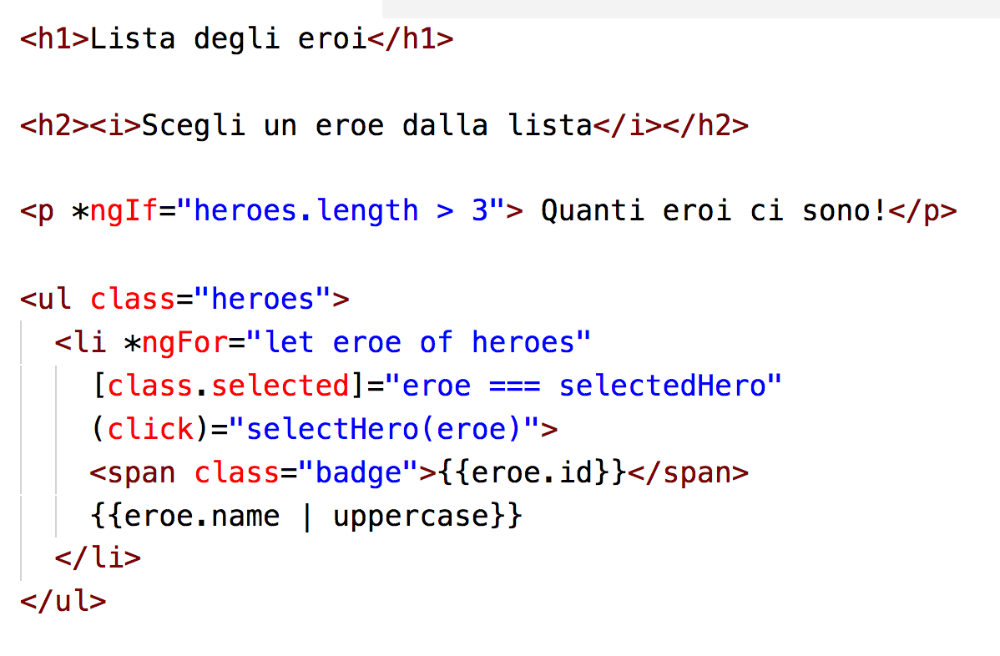 <h1>Lista degli eroi</h1>
<h2><i>Scegli un eroe dalla lista</i></h2>
<p *ngIf="heroes.length > 3"> Quanti eroi ci sono!</p>
<ul class="heroes">
  <li *ngFor="let eroe of heroes"
    [class.selected]="eroe === selectedHero"
    (click)="selectHero(eroe)">
    <span class="badge">{{eroe.id}}</span>
    {{eroe.name | uppercase}}
  </li>
</ul>